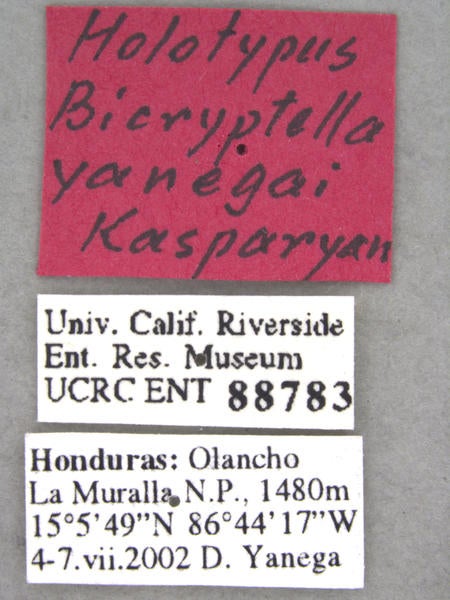 Holotypus
Bicryptella
yanegai
Kasparyan
Univ. Calif. Riverside
Ent. Res. Museum
UCRC ENT 88783
Honduras: Olancho
La Muralla N.P., 1480m
15°5'49"N 86°44'17"W
4-7.vii.2002 D. Yanega